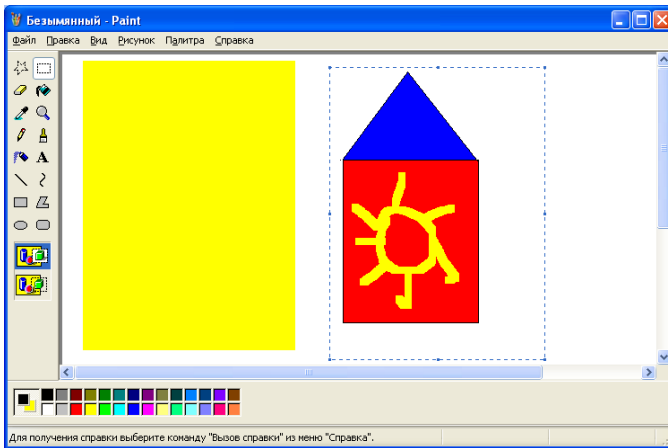 Безымянный - Paint
Файл Правка Вид Рисунок Палитра Справка
A
Для получения справки выберите команду "Вызов справки" из меню "Справка".